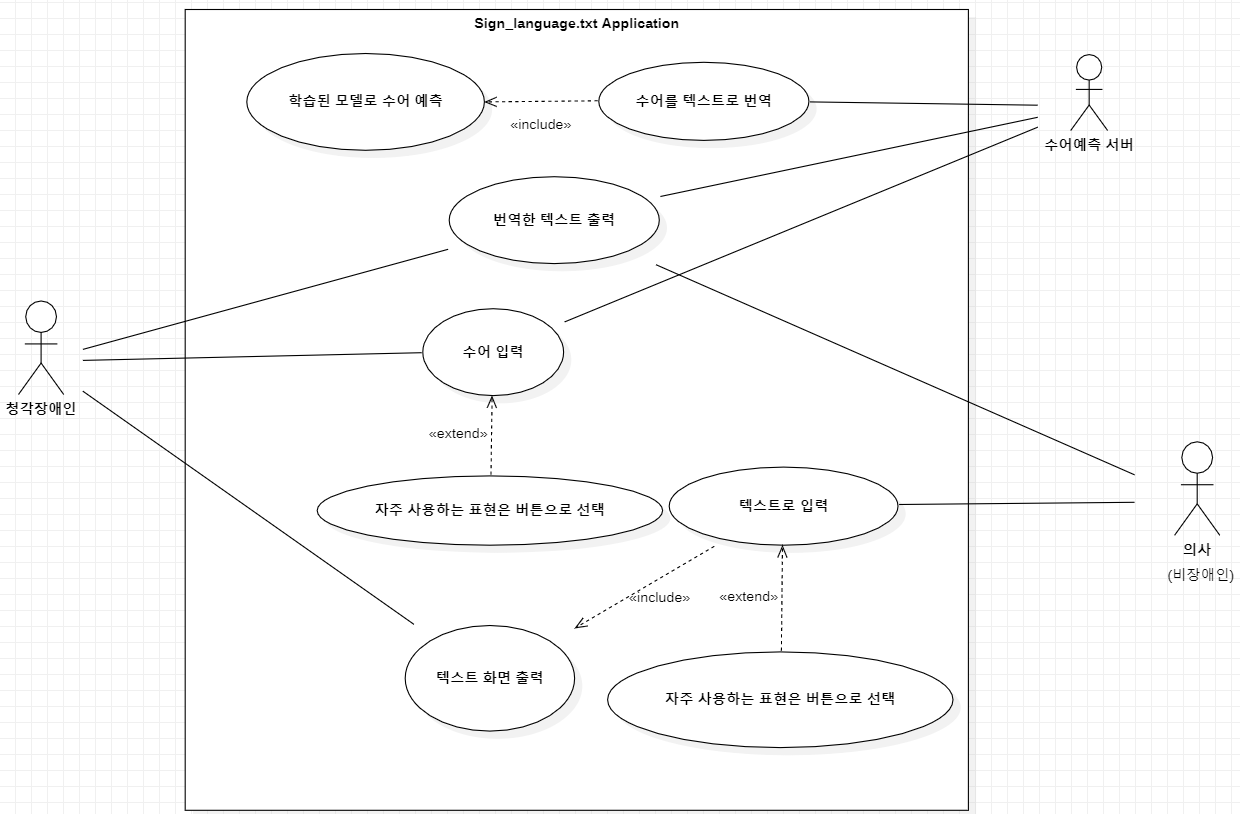 Sign_language.txt Application
학습된 모델로 수어 예측
수어를 텍스트로 번역
«include»
수어예측 서버
번역한 텍스트 출력
수어 입력
청각장애인
«extend»
자주 사용하는 표현은 버튼으로 선택
텍스트로 입력
의사
(비장애인)
«include»
«extend»
텍스트 화면 출력
자주 사용하는 표현은 버튼으로 선택